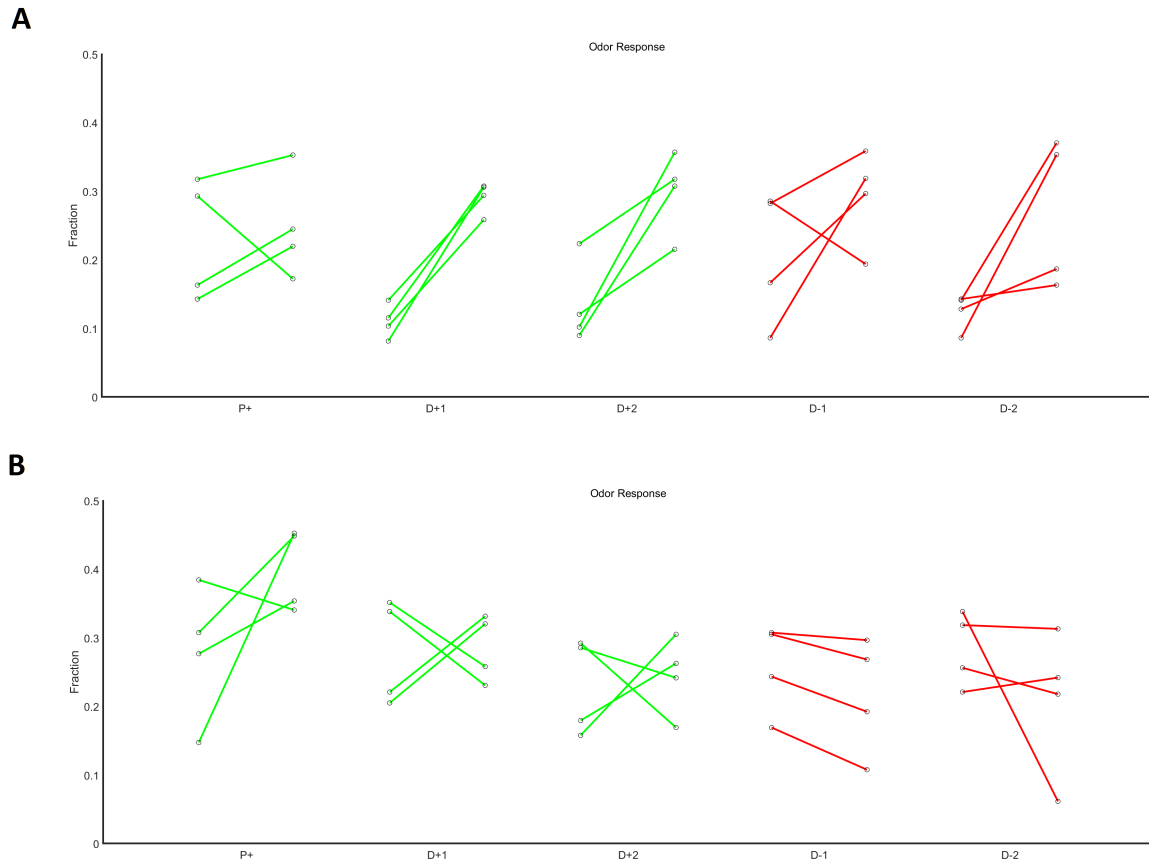 A
Odor Response
0.5
0.4
0.3
0.2
0.1
0
Fraction
P+ D+1 D+2 D-1 D-2
B
Odor Response
0.5
0.4
0.3
0.2
0.1
0
Fraction
P+ D+1 D+2 D-1 D-2